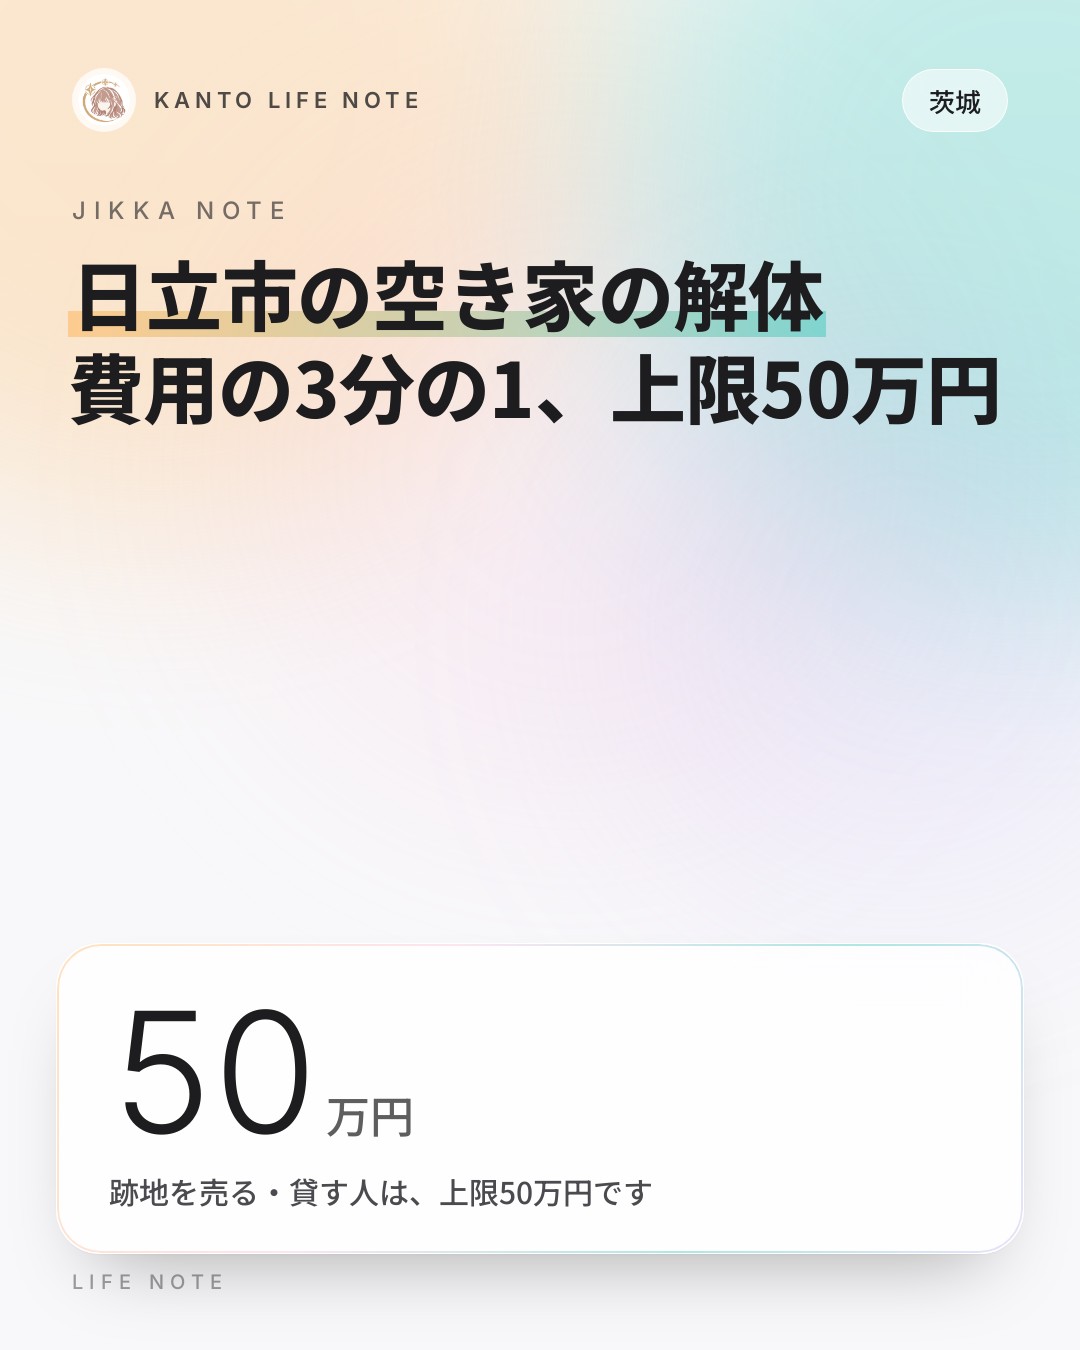 KANTO LIFE NOTE
茨城
JIKKA NOTE
日立市の空き家の解体
費用の3分の1、上限50万円
50万円
跡地を売る・貸す人は、上限50万円です
LIFE NOTE